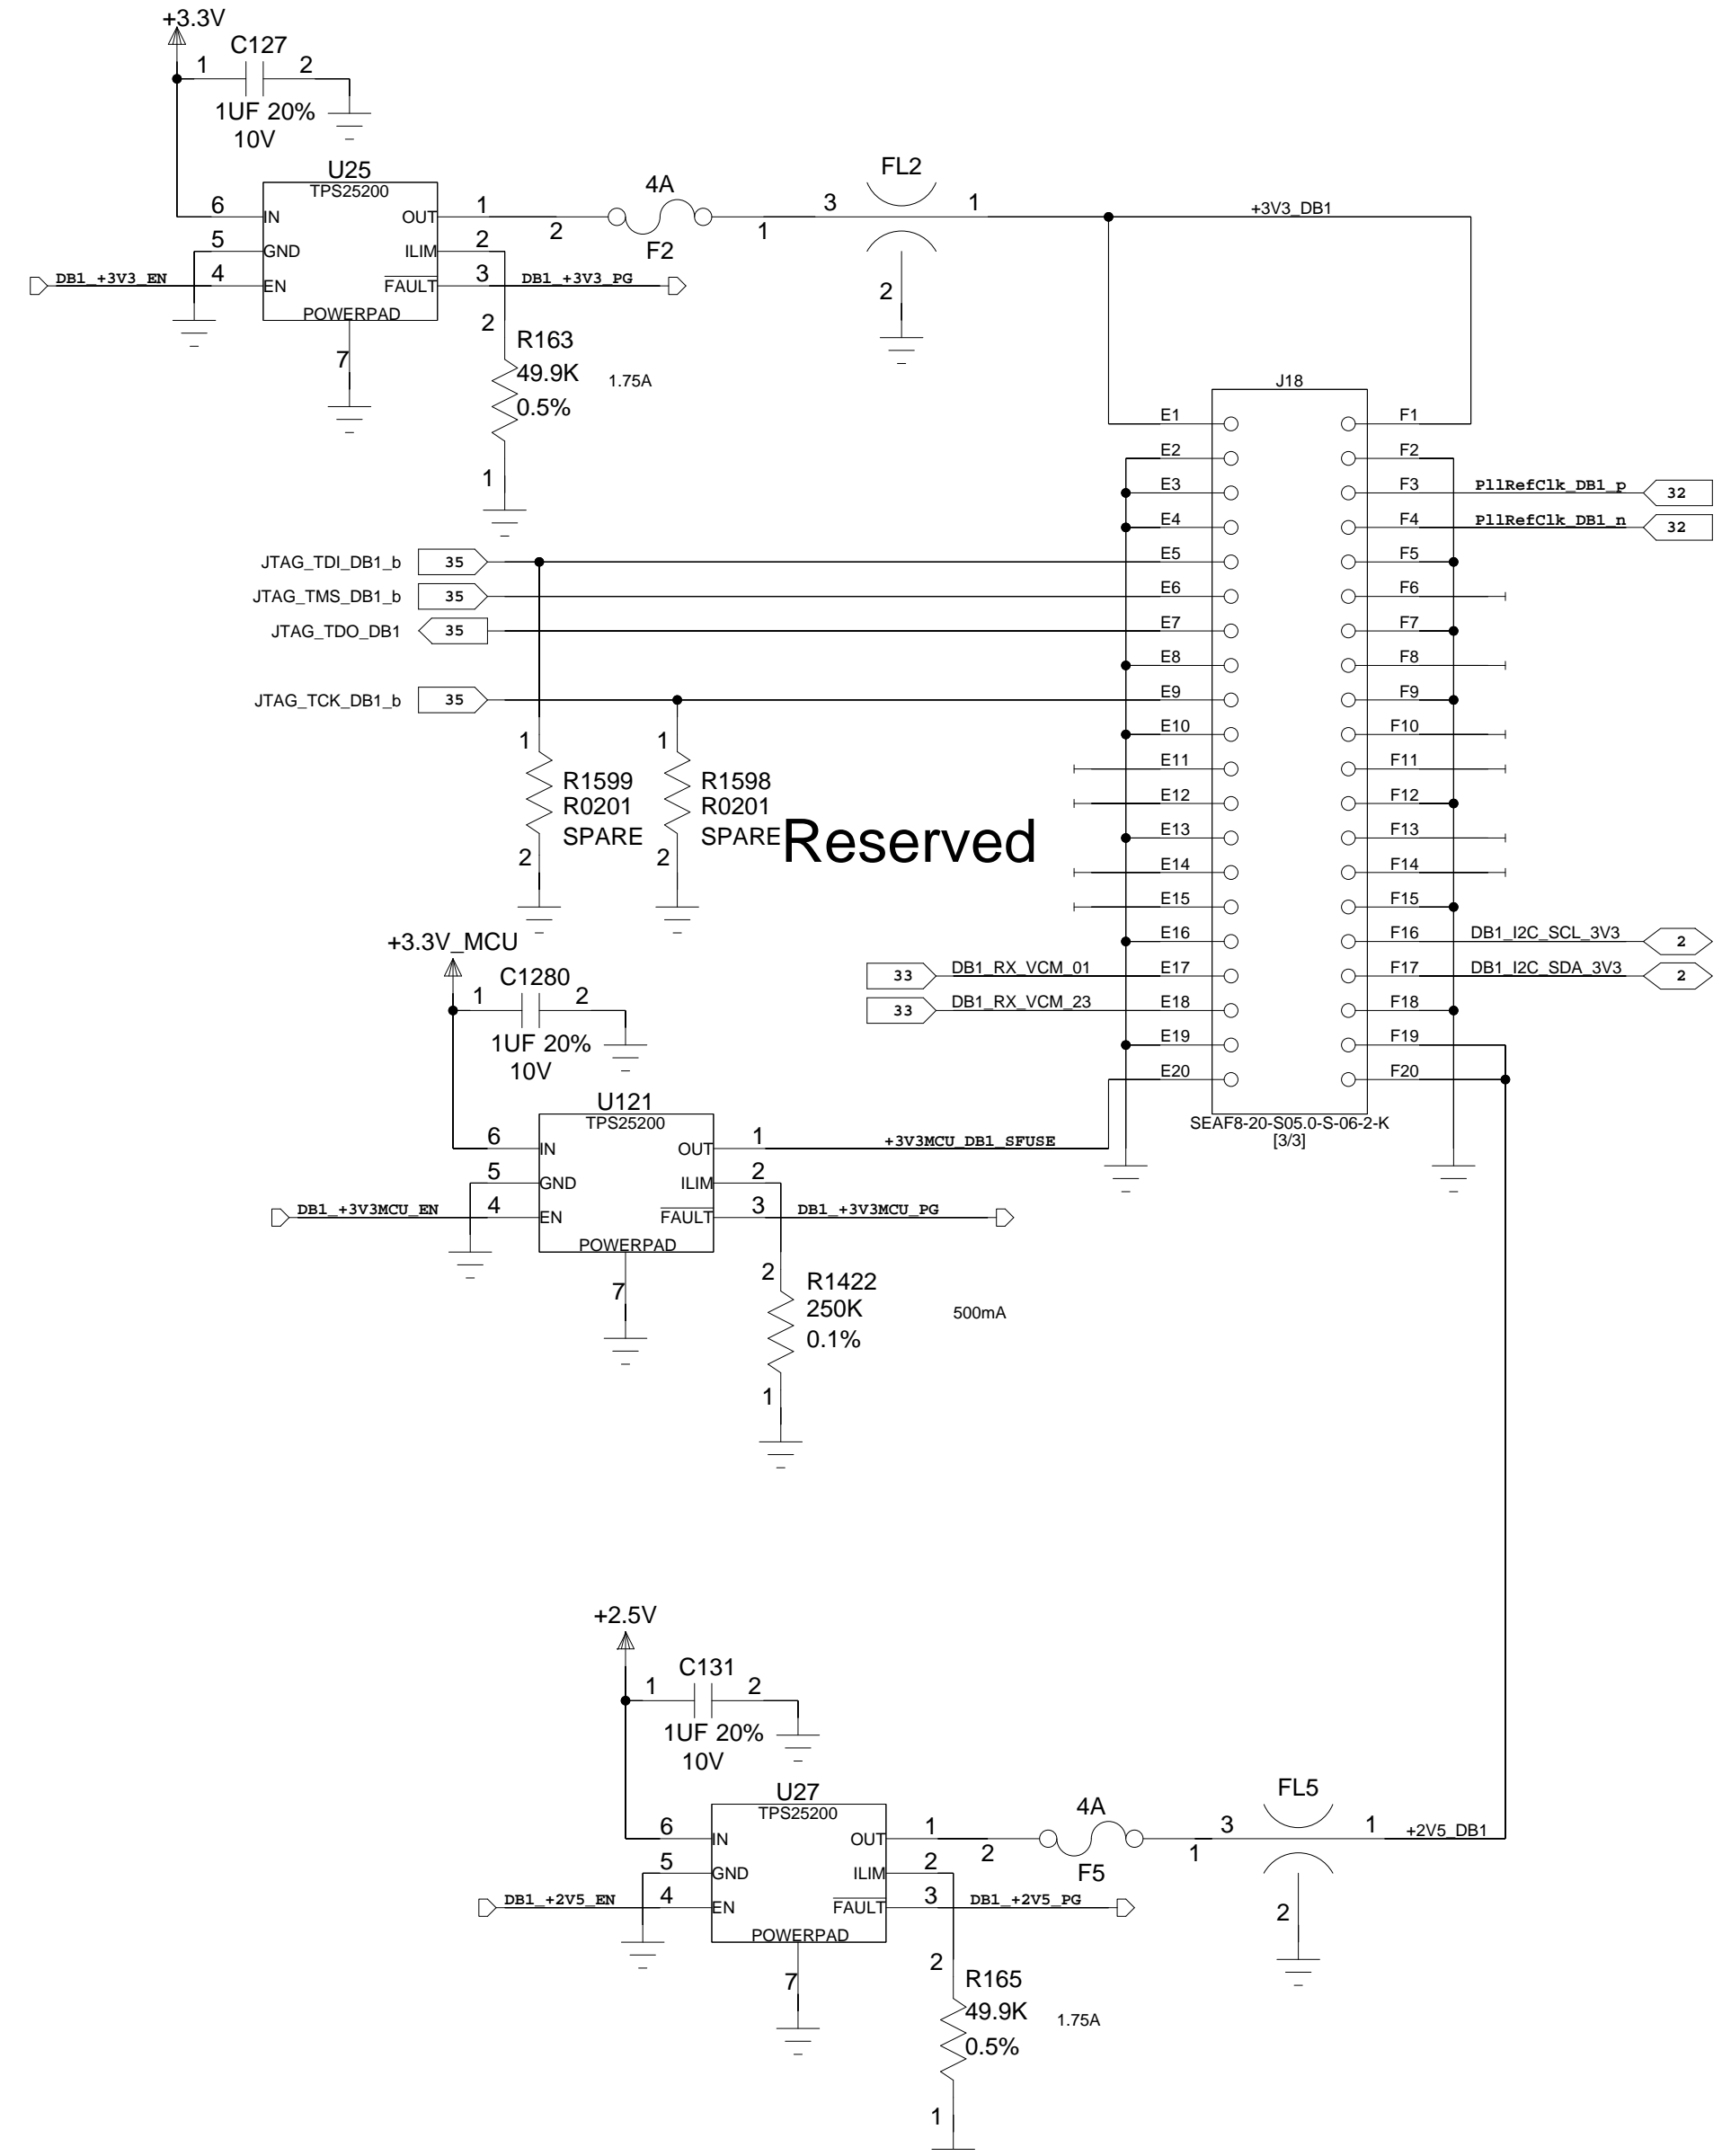 +3.3V
C127
1 2
1UF 20%
10V
U25
TPS25200
6 IN OUT 1
5 GND ILIM 2
DB1_+3V3_EN 4 EN FAULT 3 DB1_+3V3_PG
POWERPAD
7
4A
2 1
F2
FL2
3 1
2
+3V3_DB1
2
R163
49.9K 1.75A
0.5%
1
J18
E1 F1
E2 F2
E3 F3 PllRefClk_DB1_p 32
E4 F4 PllRefClk_DB1_n 32
JTAG_TDI_DB1_b 35 E5 F5
JTAG_TMS_DB1_b 35 E6 F6
JTAG_TDO_DB1 35 E7 F7
E8 F8
JTAG_TCK_DB1_b 35 E9 F9
E10 F10
E11 F11
E12 F12
E13 F13
E14 F14
E15 F15
E16 F16 DB1_I2C_SCL_3V3 2
33 DB1_RX_VCM_01 E17 F17 DB1_I2C_SDA_3V3 2
33 DB1_RX_VCM_23 E18 F18
E19 F19
E20 F20
SEAF8-20-S05.0-S-06-2-K
[3/3]
1 1
R1599 R1598
R0201 R0201
SPARE SPARE
2 2
Reserved
+3.3V_MCU
C1280
1 2
1UF 20%
10V
U121
TPS25200
6 IN OUT 1 +3V3MCU_DB1_SFUSE
5 GND ILIM 2
DB1_+3V3MCU_EN 4 EN FAULT 3 DB1_+3V3MCU_PG
POWERPAD
7
2
R1422
250K 500mA
0.1%
1
+2.5V
C131
1 2
1UF 20%
10V
U27
TPS25200
6 IN OUT 1
5 GND ILIM 2
DB1_+2V5_EN 4 EN FAULT 3 DB1_+2V5_PG
POWERPAD
7
4A
2 1
F5
FL5
3 1
2
+2V5_DB1
2
R165
49.9K 1.75A
0.5%
1